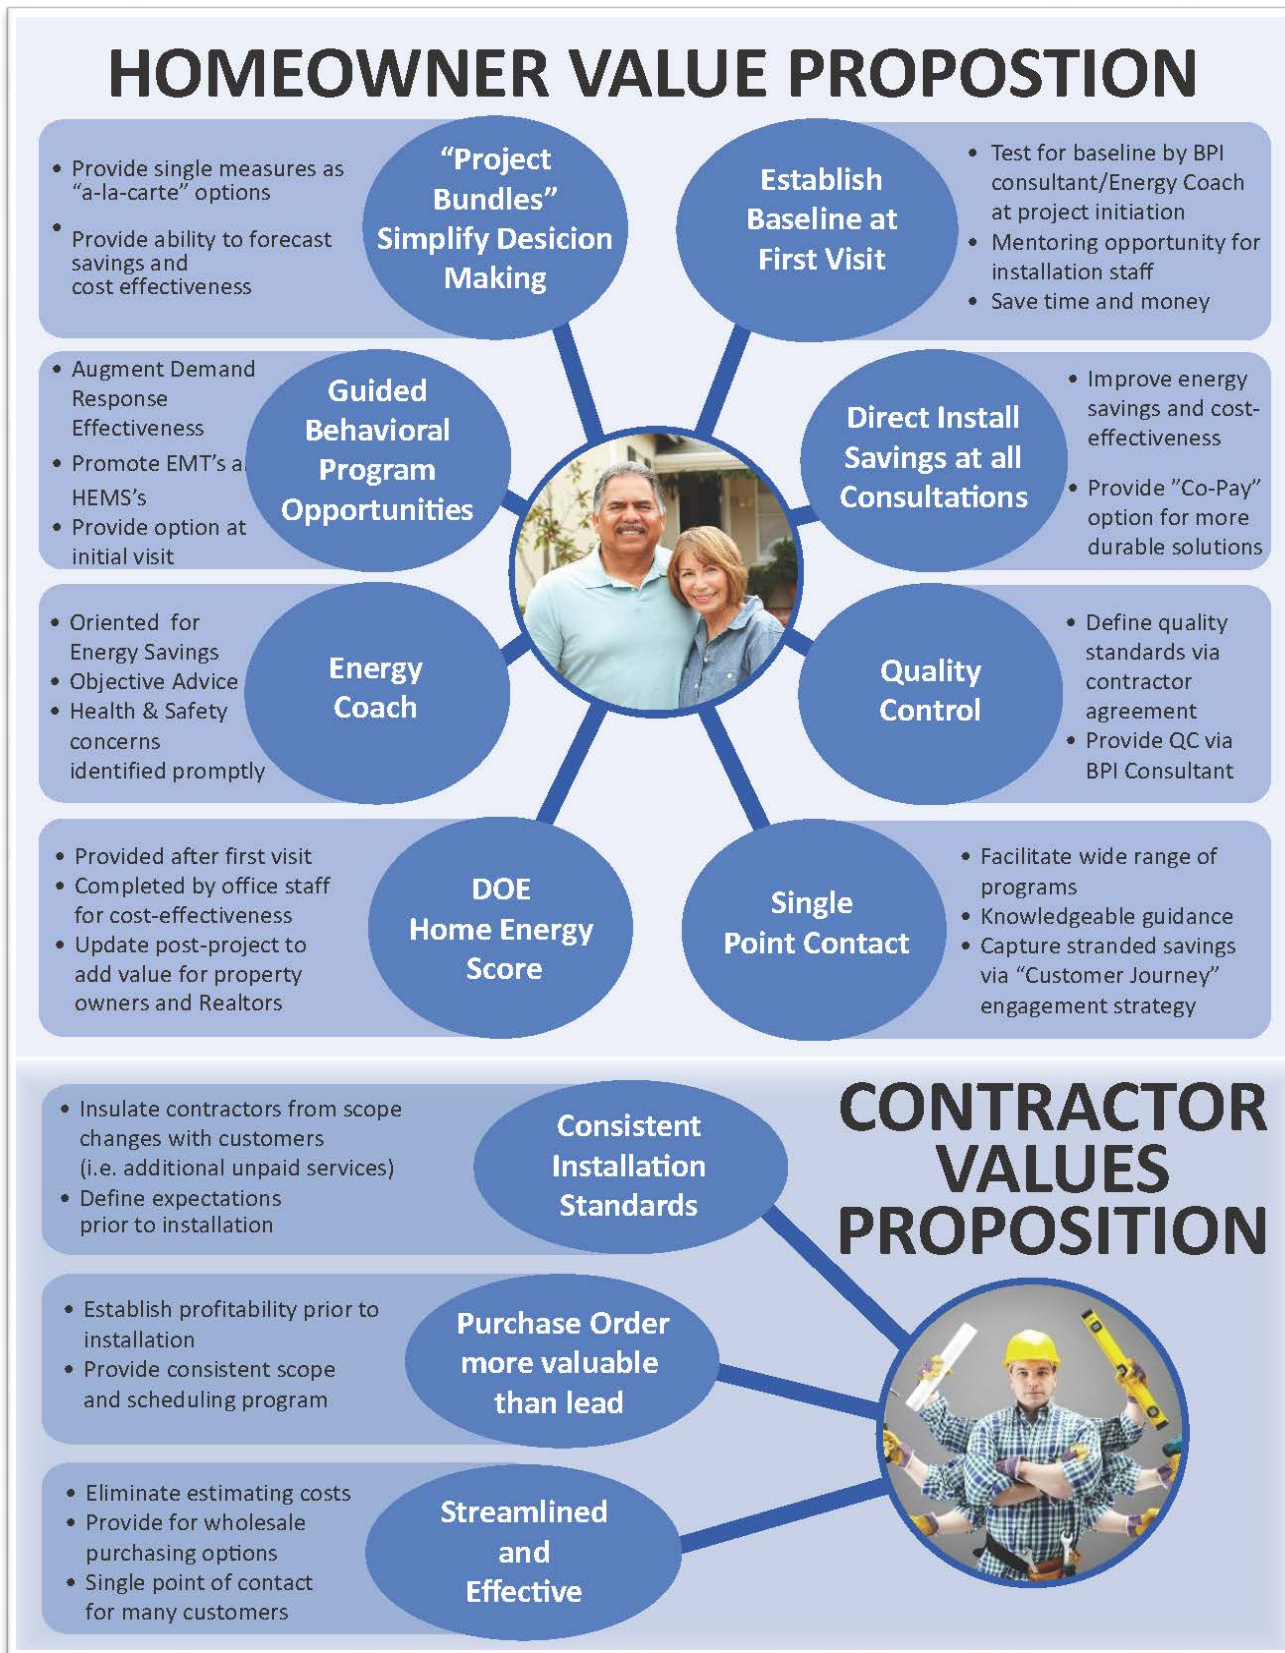 HOMEOWNER VALUE PROPOSTION
• Provide single measures as
“a-la-carte” options
• Provide ability to forecast
savings and
cost effectiveness
“Project
Bundles”
Simplify Desicion
Making
Establish
Baseline at
First Visit
• Test for baseline by BPI
consultant/Energy Coach
at project initiation
• Mentoring opportunity for
installation staff
• Save time and money
• Augment Demand
Response
Effectiveness
• Promote EMT’s a
HEMS’s
• Provide option at
initial visit
Guided
Behavioral
Program
Opportunities
Direct Install
Savings at all
Consultations
• Improve energy
savings and cost-
effectiveness
• Provide ”Co-Pay”
option for more
durable solutions
• Oriented for
Energy Savings
• Objective Advice
• Health & Safety
concerns
identified promptly
Energy
Coach
Quality
Control
• Define quality
standards via
contractor
agreement
• Provide QC via
BPI Consultant
• Provided after first visit
• Completed by office staff
for cost-effectiveness
• Update post-project to
add value for property
owners and Realtors
DOE
Home Energy
Score
Single
Point Contact
• Facilitate wide range of
programs
• Knowledgeable guidance
• Capture stranded savings
via “Customer Journey”
engagement strategy
CONTRACTOR
VALUES
PROPOSITION
• Insulate contractors from scope
changes with customers
(i.e. additional unpaid services)
• Define expectations
prior to installation
Consistent
Installation
Standards
• Establish profitability prior to
installation
• Provide consistent scope
and scheduling program
Purchase Order
more valuable
than lead
• Eliminate estimating costs
• Provide for wholesale
purchasing options
• Single point of contact
for many customers
Streamlined
and
Effective